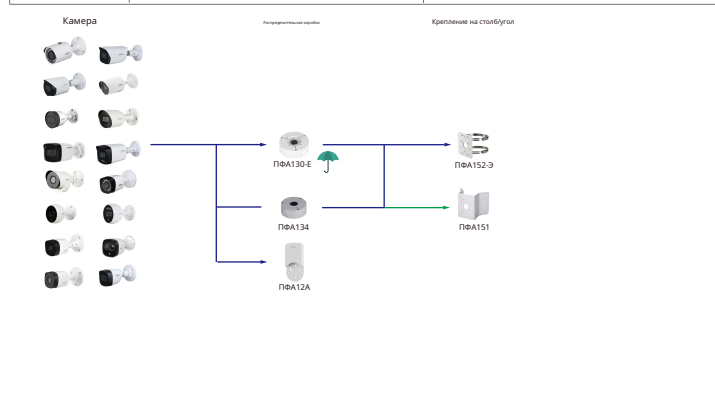 Камера
Распределительная коробка
Крепление на столб/угол
ПФА130-Е
ПФА152-Э
ПФА134
ПФА151
ПФА12А